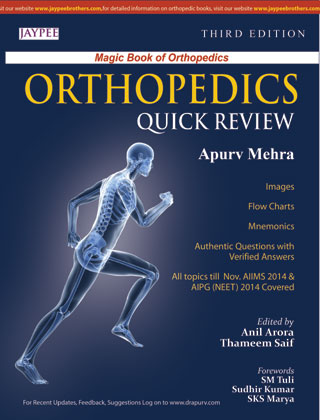 sit our website www.jaypeebrothers.com,for detailed information on orthopedic books, visit our website www.jaypeebrothers.com
JAYPEE
THIRD EDITION
Magic Book of Orthopedics
ORTHOPEDICS
QUICK REVIEW
Apurv Mehra
Images
Flow Charts
Mnemonics
Authentic Questions with
Verified Answers
All topics till Nov. AIIMS 2014 &
AIPG (NEET) 2014 Covered
Edited by
Anil Arora
Thameem Saif
Forewords
SM Tuli
Sudhir Kumar
SKS Marya
For Recent Updates, Feedback, Suggestions Log on to www.drapurv.com